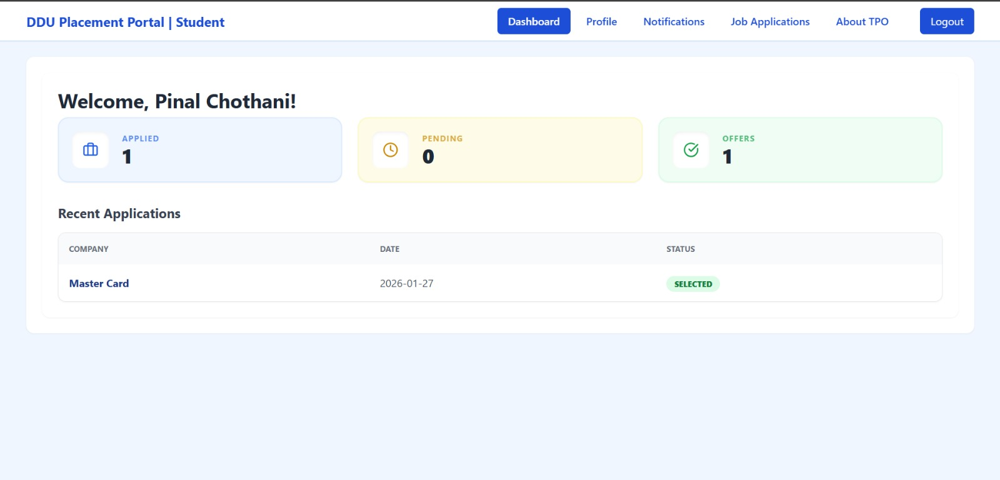 DDU Placement Portal | Student
Dashboard
Profile
Notifications
Job Applications
About TPO
Logout
Welcome, Pinal Chothani!
APPLIED
1
PENDING
0
OFFERS
1
Recent Applications
COMPANY DATE STATUS
Master Card 2026-01-27 SELECTED